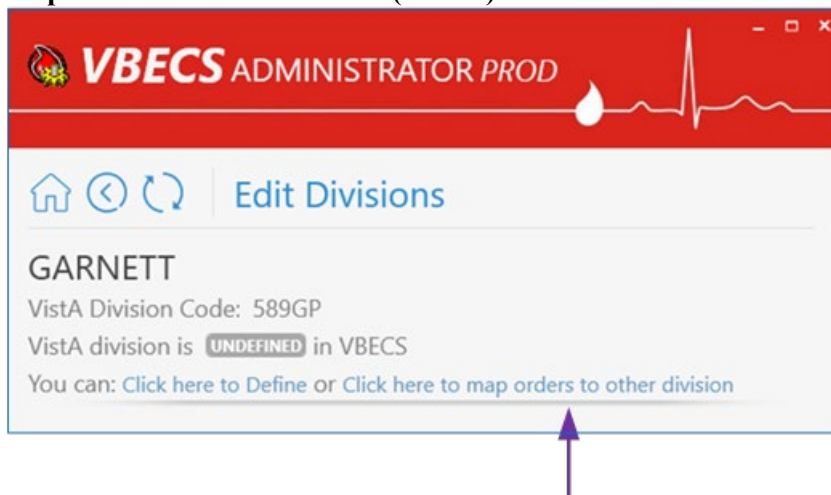 VBECS ADMINISTRATOR PROD
Edit Divisions
GARNETT
VistA Division Code: 589GP
VistA division is UNDEFINED in VBECS
You can: Click here to Define or Click here to map orders to other division